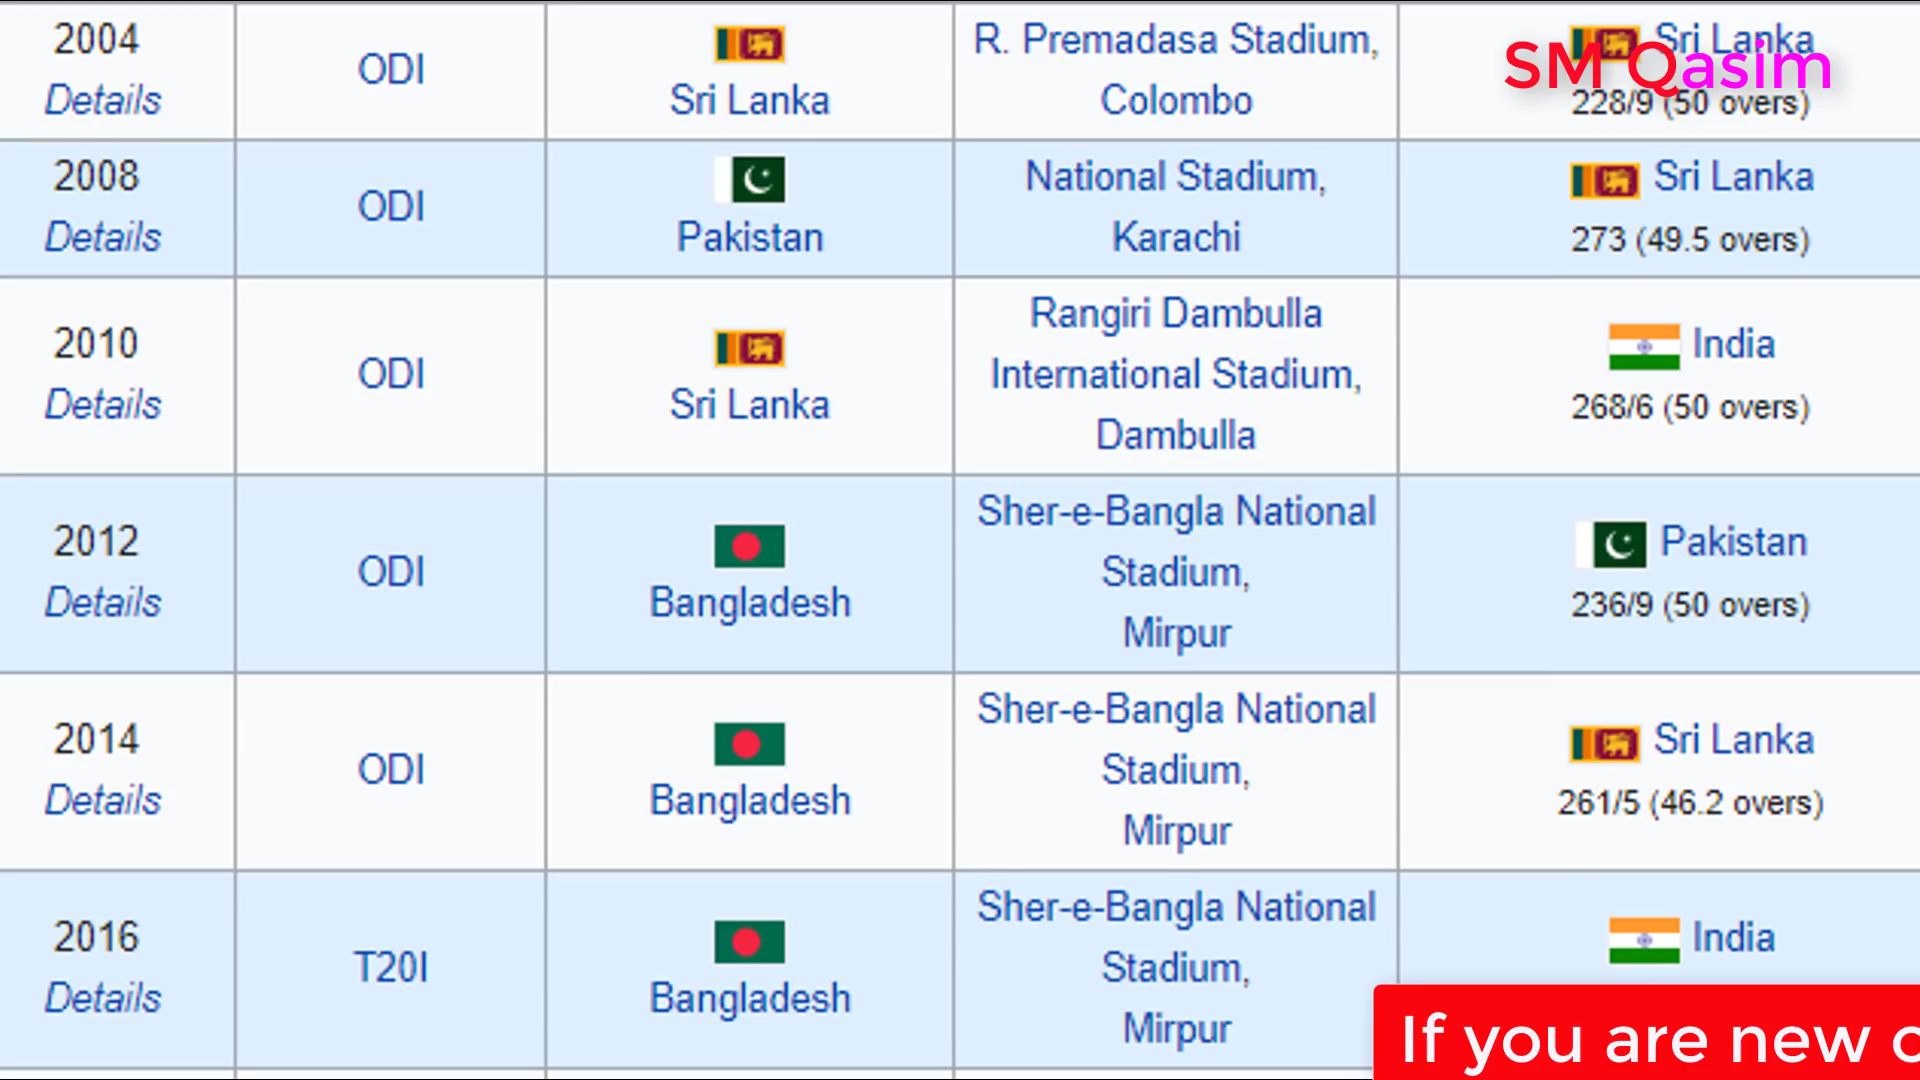 2004
Details
ODI
Sri Lanka
R. Premadasa Stadium,
Colombo
Sri Lanka
228/9 (50 overs)
SM Qasim
2008
Details
ODI
Pakistan
National Stadium,
Karachi
Sri Lanka
273 (49.5 overs)
2010
Details
ODI
Sri Lanka
Rangiri Dambulla
International Stadium,
Dambulla
India
268/6 (50 overs)
2012
Details
ODI
Bangladesh
Sher-e-Bangla National
Stadium,
Mirpur
Pakistan
236/9 (50 overs)
2014
Details
ODI
Bangladesh
Sher-e-Bangla National
Stadium,
Mirpur
Sri Lanka
261/5 (46.2 overs)
2016
Details
T20I
Bangladesh
Sher-e-Bangla National
Stadium,
Mirpur
India
If you are new